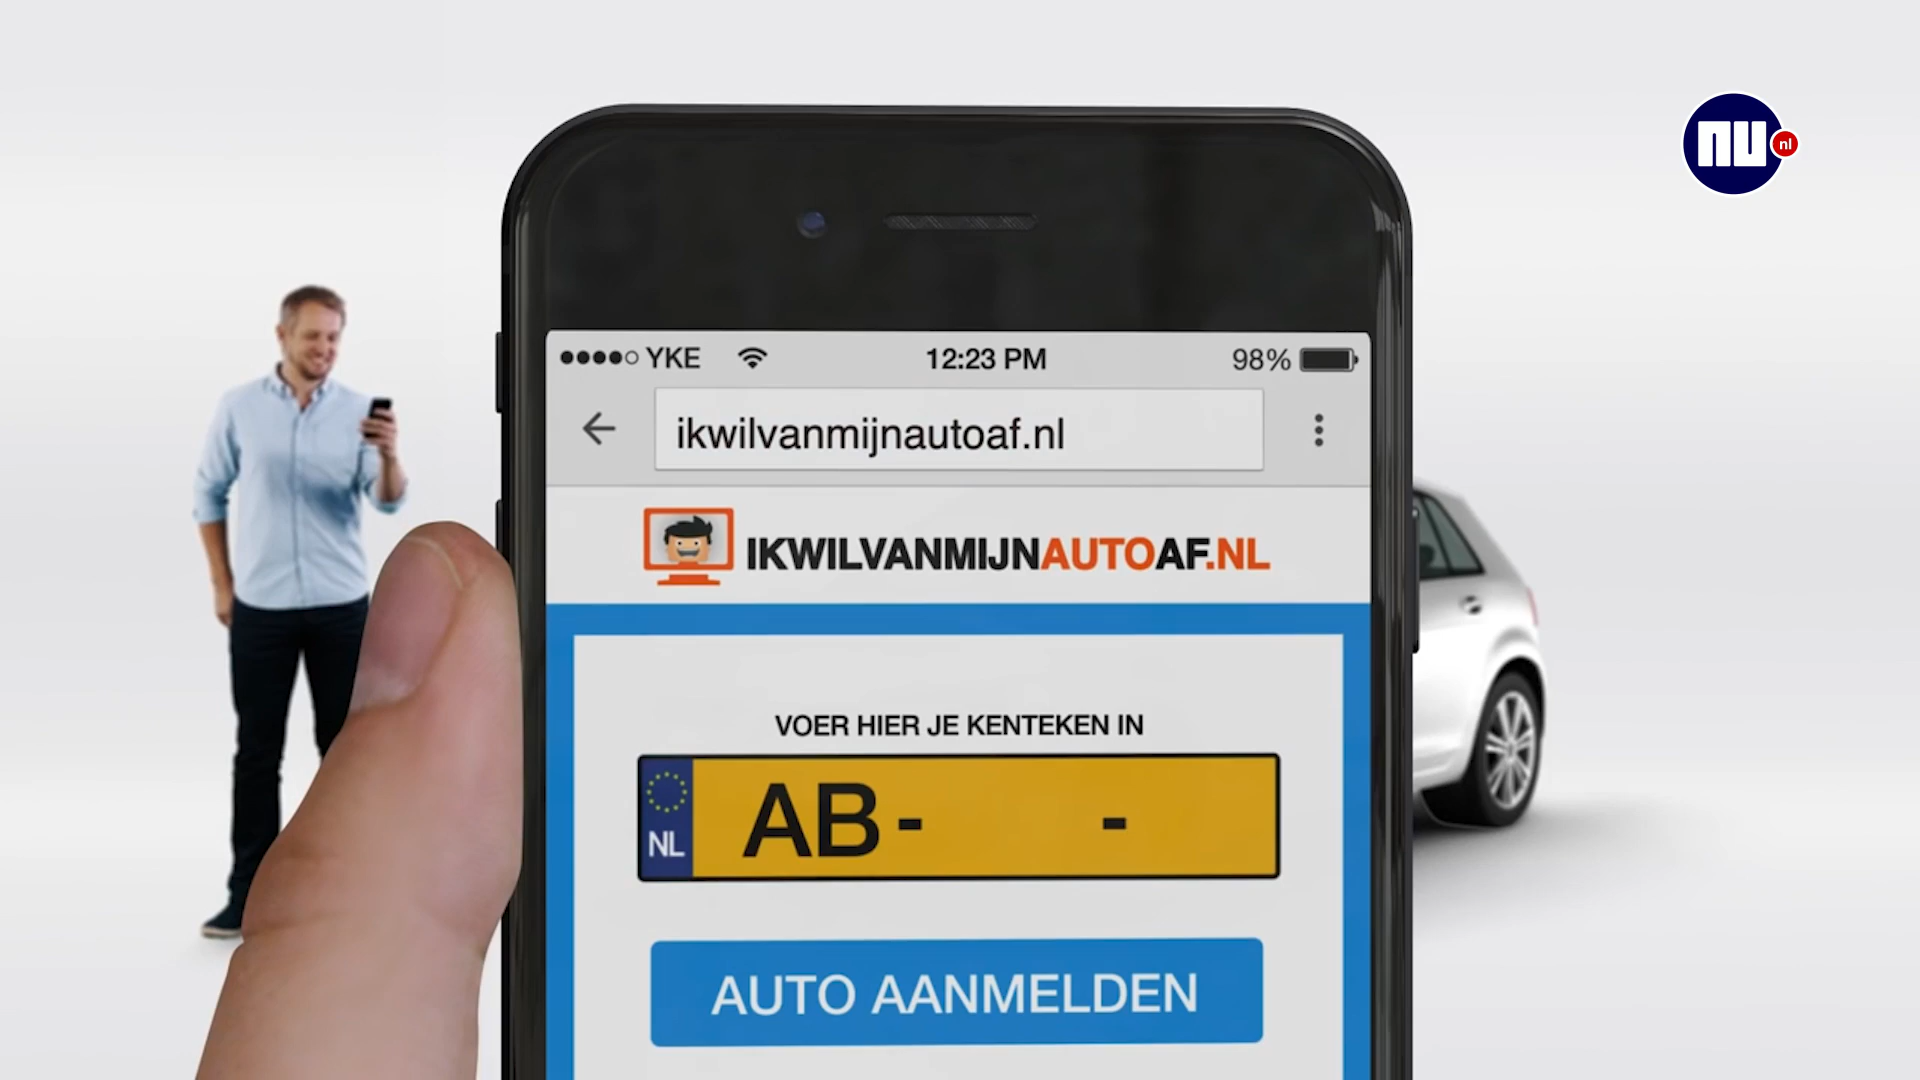 nu nl
YKE 12:23 PM 98%
ikwilvanmijnautoaf.nl
IKWILVANMIJNAUTOAF.NL
VOER HIER JE KENTEKEN IN
NL AB - -
AUTO AANMELDEN